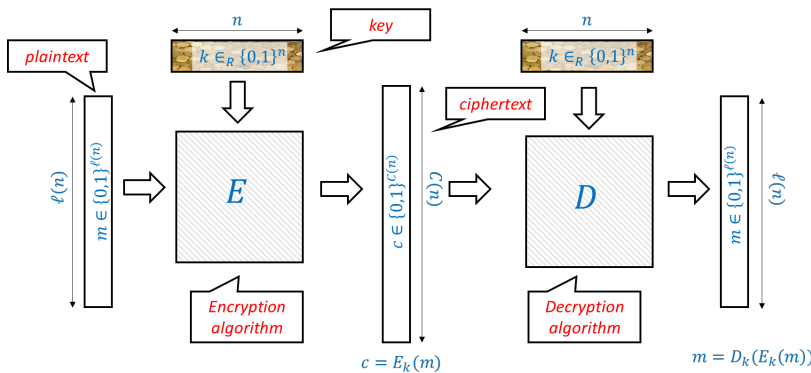 n
n
key
k ∈_R {0,1}^n
k ∈_R {0,1}^n
plaintext
ciphertext
ℓ(n)
m ∈ {0,1}^{ℓ(n)}
E
c ∈ {0,1}^{C(n)}
C(n)
D
m ∈ {0,1}^{ℓ(n)}
ℓ(n)
Encryption
algorithm
Decryption
algorithm
c = E_k(m)
m = D_k(E_k(m))